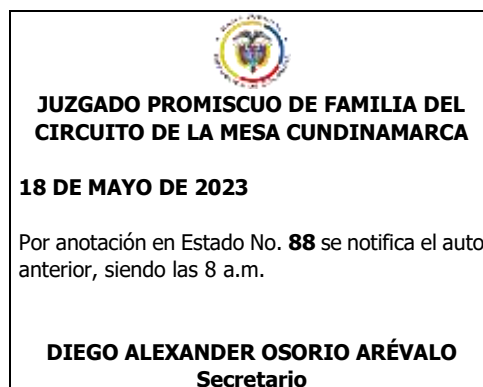 JUZGADO PROMISCUO DE FAMILIA DEL
CIRCUITO DE LA MESA CUNDINAMARCA
18 DE MAYO DE 2023
Por anotación en Estado No. 88 se notifica el auto
anterior, siendo las 8 a.m.
DIEGO ALEXANDER OSORIO ARÉVALO
Secretario